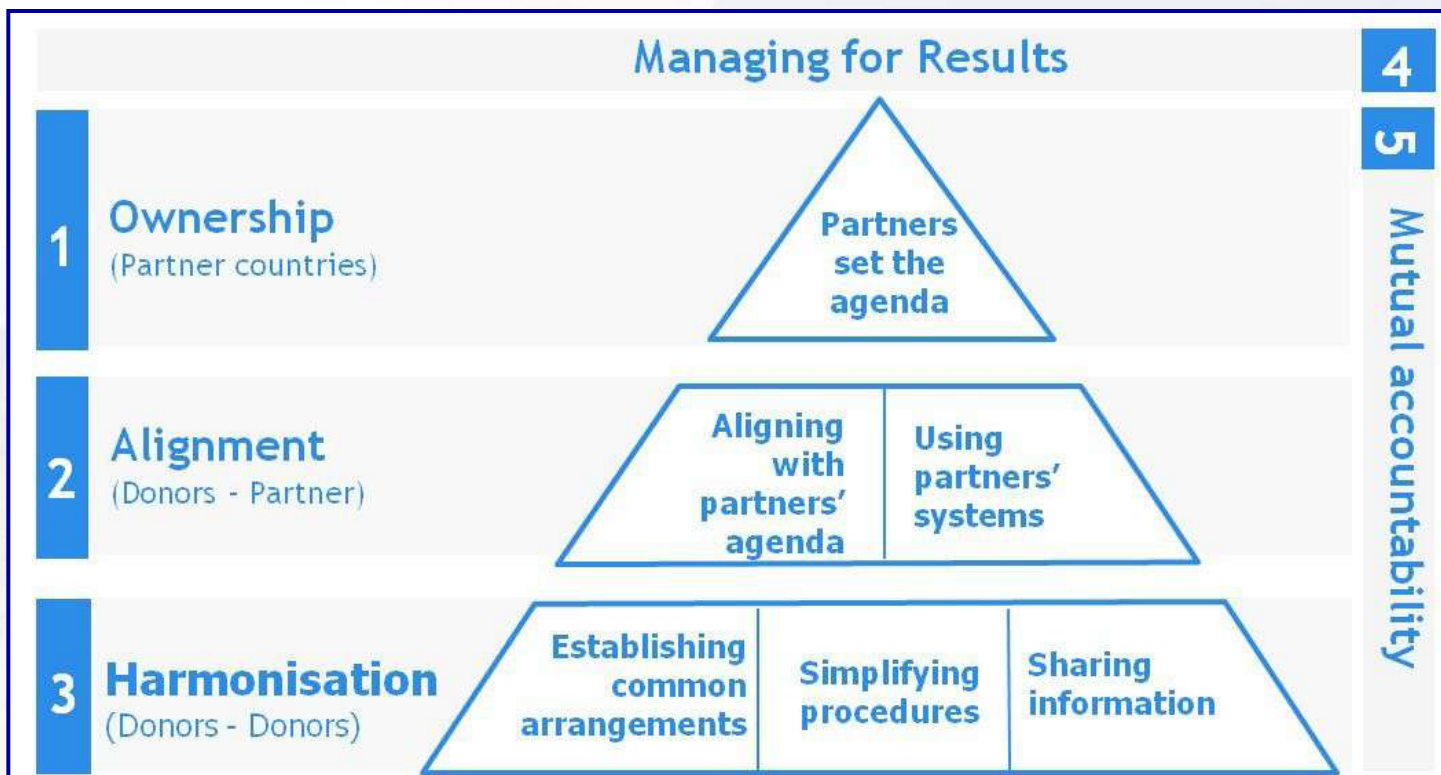 Managing for Results
4
5
Mutual accountability
1
Ownership
(Partner countries)
Partners
set the
agenda
2
Alignment
(Donors - Partner)
Aligning
with
partners’
agenda
Using
partners’
systems
3
Harmonisation
(Donors - Donors)
Establishing
common
arrangements
Simplifying
procedures
Sharing
information